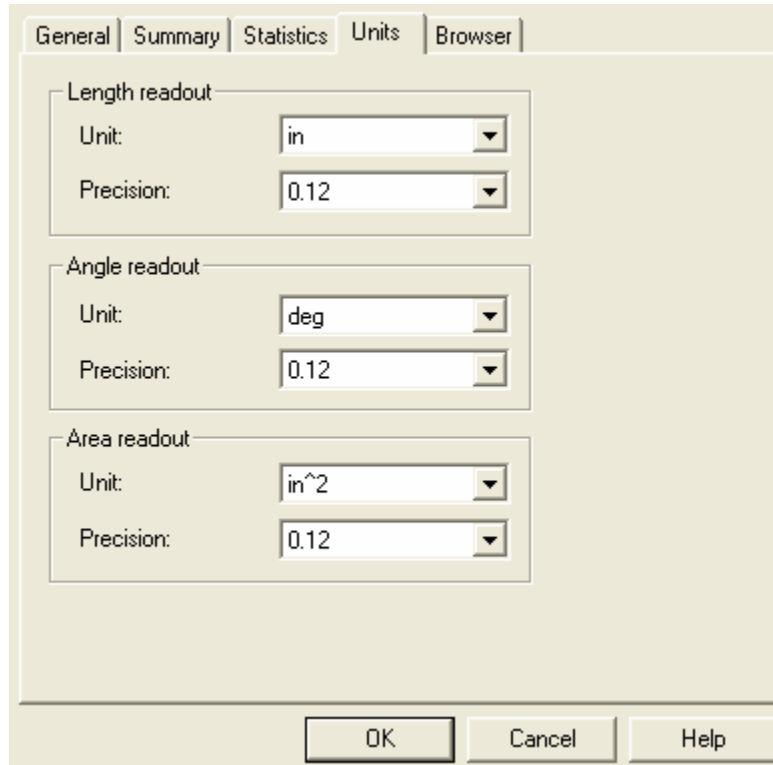 General Summary Statistics Units Browser
Length readout
Unit: in
Precision: 0.12
Angle readout
Unit: deg
Precision: 0.12
Area readout
Unit: in^2
Precision: 0.12
OK Cancel Help